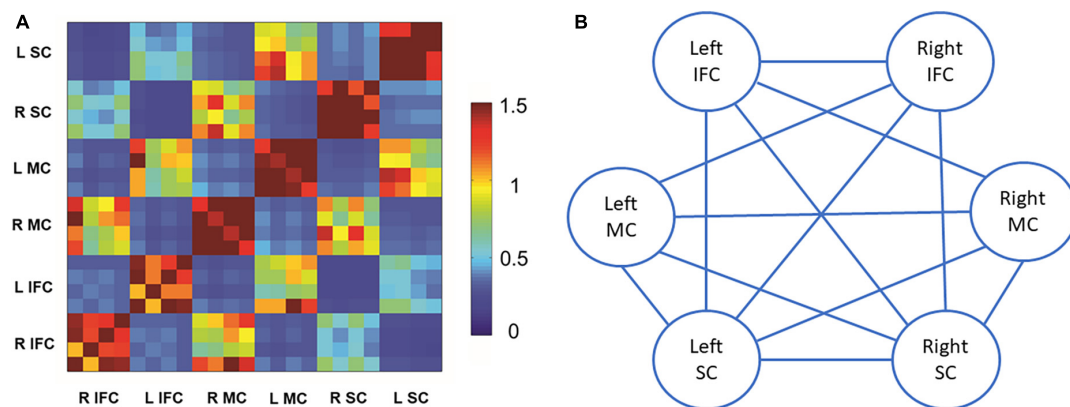 A
L SC
R SC
L MC
R MC
L IFC
R IFC
R IFC L IFC R MC L MC R SC L SC
1.5
1
0.5
0
B
Left
IFC
Right
IFC
Left
MC
Right
MC
Left
SC
Right
SC